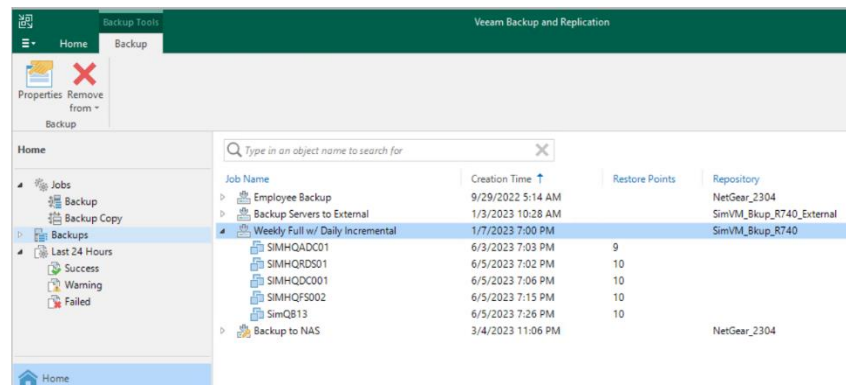 Backup Tools
Veeam Backup and Replication
Home Backup
Properties Remove
from
Backup
Home
Type in an object name to search for
Jobs
Backup
Backup Copy
Backups
Last 24 Hours
Success
Warning
Failed
Home
Job Name Creation Time ↑ Restore Points Repository
Employee Backup 9/29/2022 5:14 AM NetGear_2304
Backup Servers to External 1/3/2023 10:28 AM SimVM_Bkup_R740_External
Weekly Full w/ Daily Incremental 1/7/2023 7:00 PM SimVM_Bkup_R740
SIMHQADC01 6/3/2023 7:03 PM 9
SIMHQRDS01 6/5/2023 7:02 PM 10
SIMHQDC001 6/5/2023 7:06 PM 10
SIMHQFS002 6/5/2023 7:15 PM 10
SimQB13 6/5/2023 7:26 PM 10
Backup to NAS 3/4/2023 11:06 PM NetGear_2304